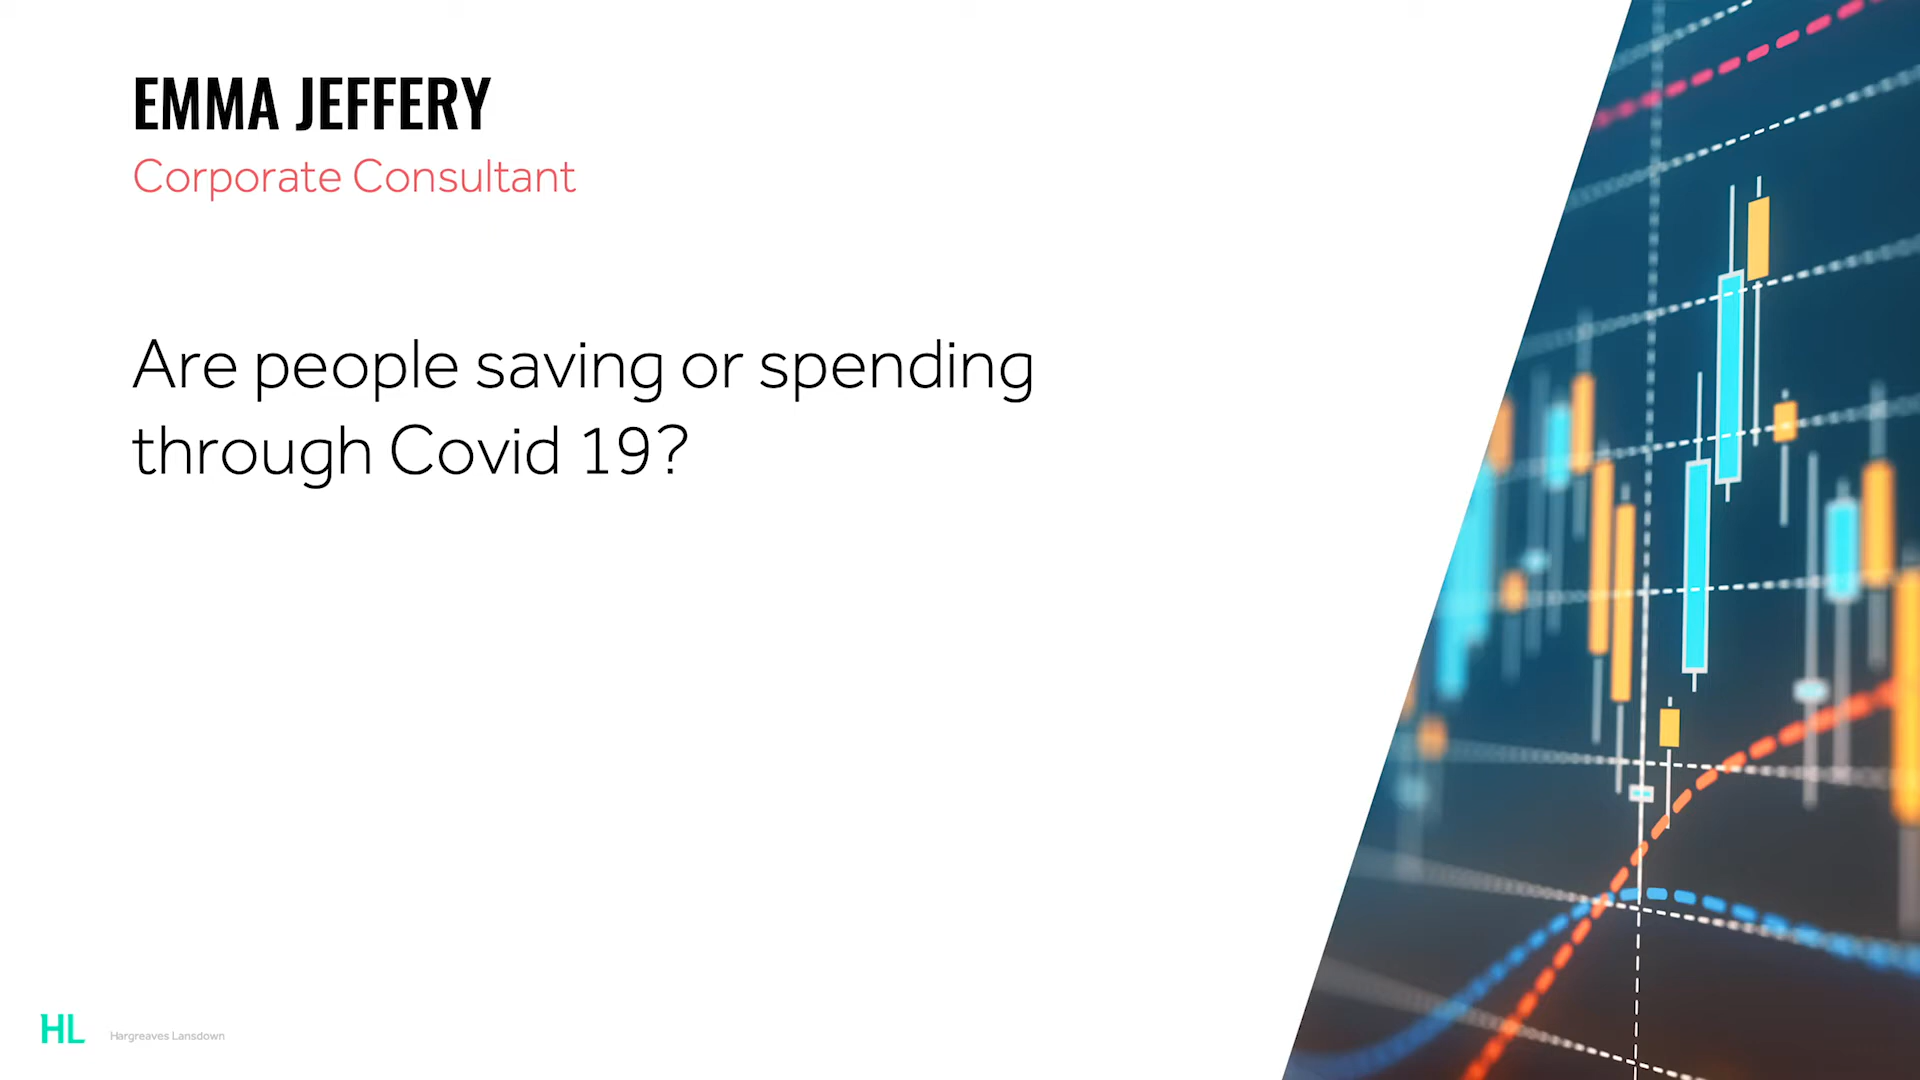 EMMA JEFFERY
Corporate Consultant
Are people saving or spending
through Covid 19?
HL
Hargreaves Lansdown